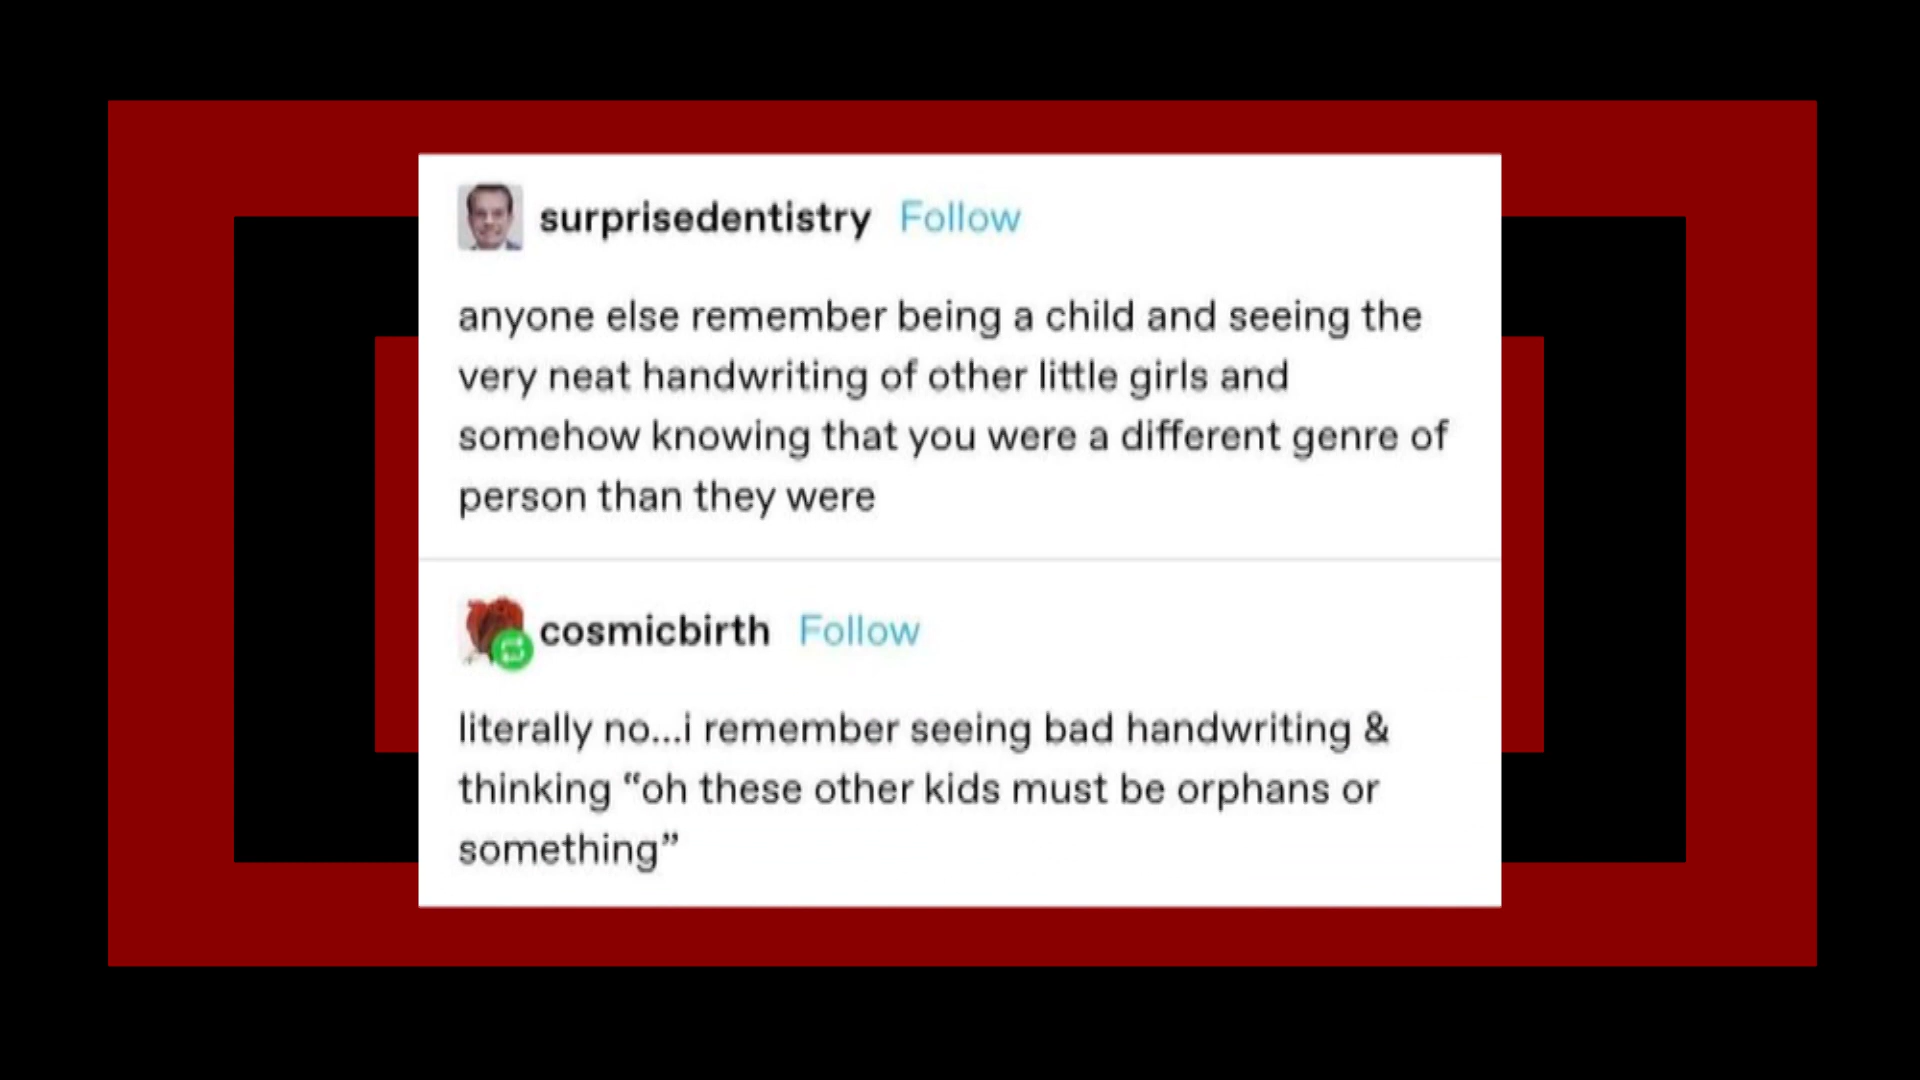 surprisedentistry Follow
anyone else remember being a child and seeing the
very neat handwriting of other little girls and
somehow knowing that you were a different genre of
person than they were
cosmicbirth Follow
literally no...i remember seeing bad handwriting &
thinking “oh these other kids must be orphans or
something”